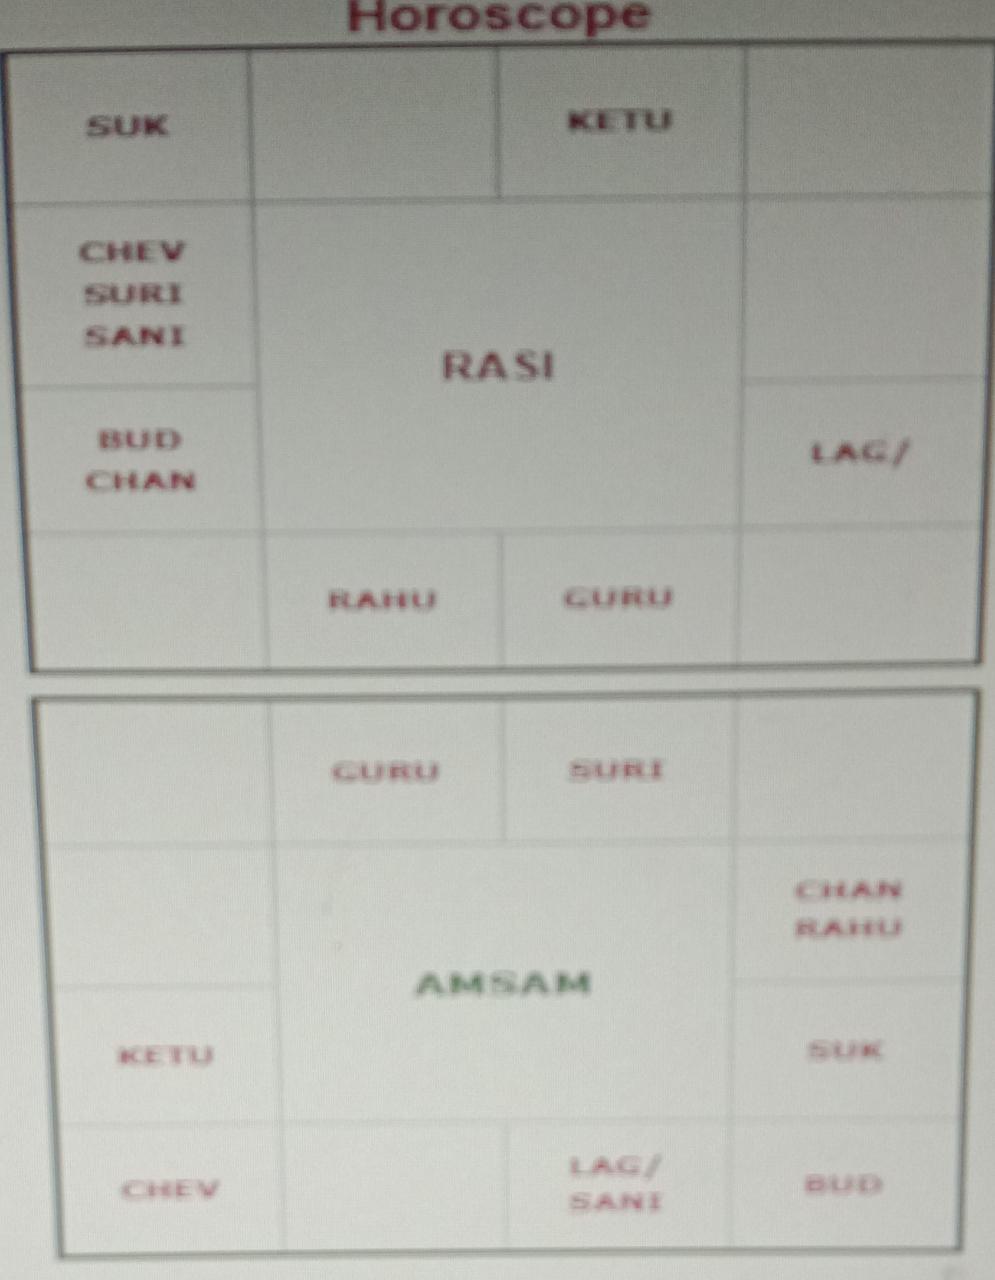 Horoscope
SUK
KETU
CHEV
SURI
SANI
RASI
BUD
CHAN
LAG/
RAHU
GURU
GURU
SURI
CHAN
RAHU
AMSAM
KETU
SUK
CHEV
LAG/
SANI
BUD